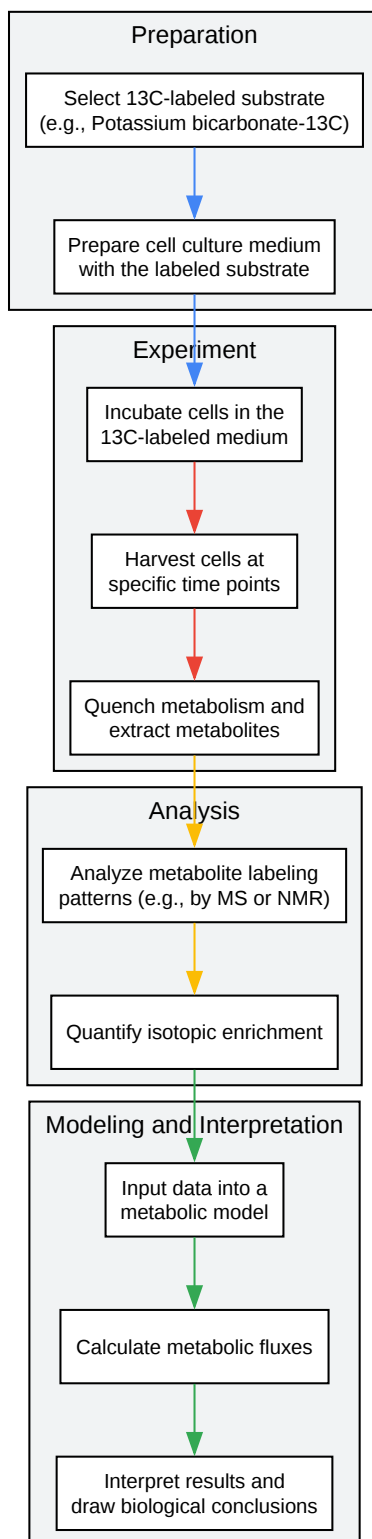 Preparation
Select 13C-labeled substrate
(e.g., Potassium bicarbonate-13C)
Prepare cell culture medium
with the labeled substrate
Experiment
Incubate cells in the
13C-labeled medium
Harvest cells at
specific time points
Quench metabolism and
extract metabolites
Analysis
Analyze metabolite labeling
patterns (e.g., by MS or NMR)
Quantify isotopic enrichment
Modeling and Interpretation
Input data into a
metabolic model
Calculate metabolic fluxes
Interpret results and
draw biological conclusions